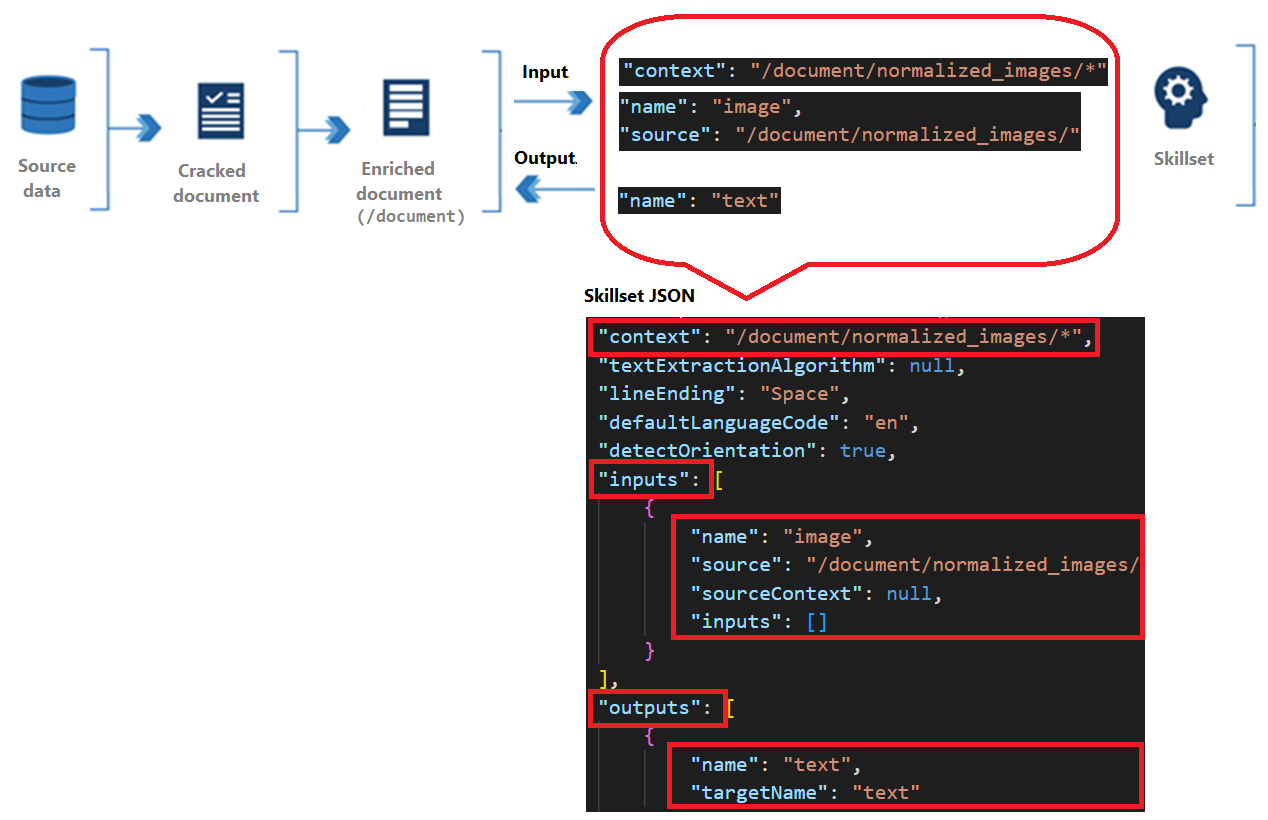 Source
data
Cracked
document
Enriched
document
(/document)
Input
Output.
"context": "/document/normalized_images/*"
"name": "image",
"source": "/document/normalized_images/"
"name": "text"
Skillset
Skillset JSON
"context": "/document/normalized_images/*",
"textExtractionAlgorithm": null,
"lineEnding": "Space",
"defaultLanguageCode": "en",
"detectOrientation": true,
"inputs": [
{
"name": "image",
"source": "/document/normalized_images/
"sourceContext": null,
"inputs": []
}
],
"outputs": [
{
"name": "text",
"targetName": "text"